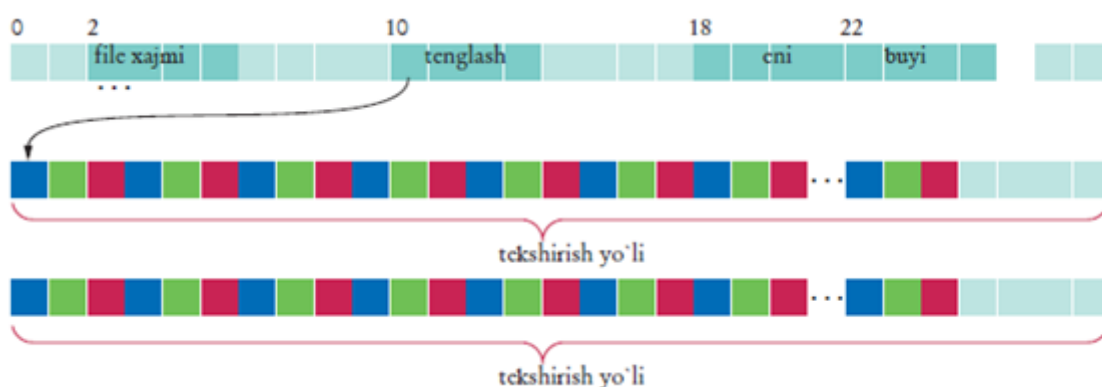 0 2 10 18 22
file xajmi tenglash eni buyi
...
...
tekshirish yo`li
...
tekshirish yo`li